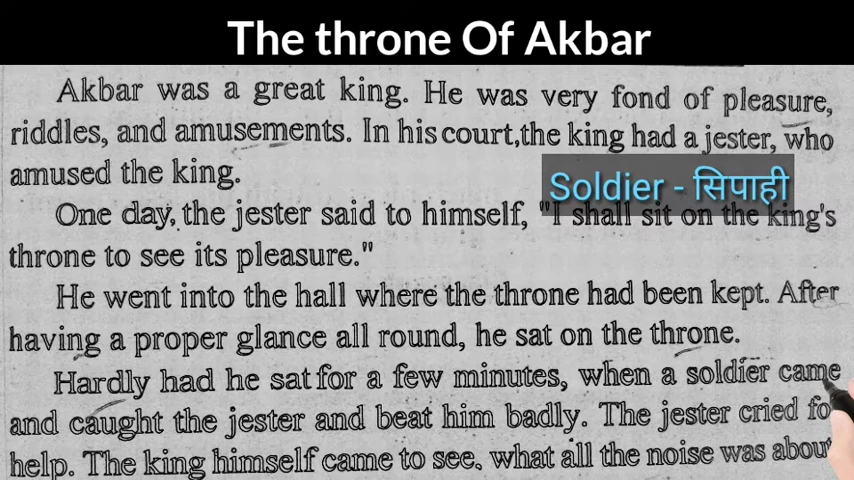 The throne Of Akbar
Akbar was a great king. He was very fond of pleasure,
riddles, and amusements. In his court,the king had a jester, who
amused the king.
Soldier - सिपाही
One day, the jester said to himself, "I shall sit on the king's
throne to see its pleasure."
He went into the hall where the throne had been kept. After
having a proper glance all round, he sat on the throne.
Hardly had he sat for a few minutes, when a soldier came
and caught the jester and beat him badly. The jester cried fo
help. The king himself came to see, what all the noise was about